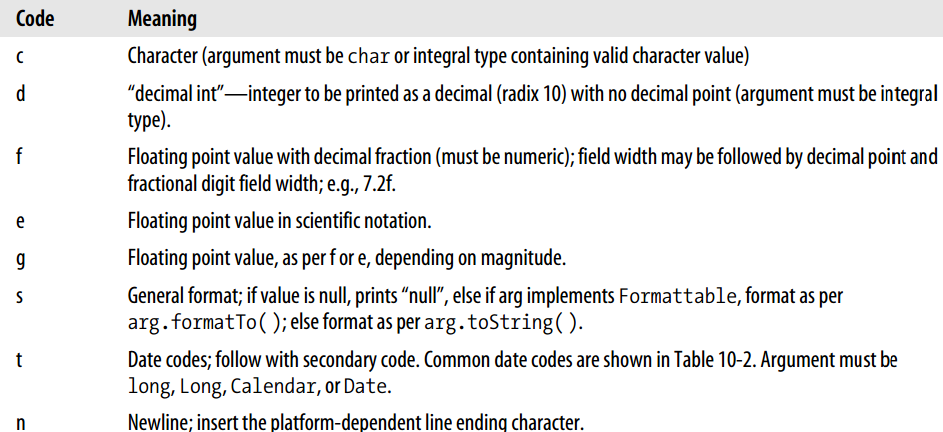 Code Meaning
c Character (argument must be char or integral type containing valid character value)
d “decimal int”—integer to be printed as a decimal (radix 10) with no decimal point (argument must be integral
type).
f Floating point value with decimal fraction (must be numeric); field width may be followed by decimal point and
fractional digit field width; e.g., 7.2f.
e Floating point value in scientific notation.
g Floating point value, as per f or e, depending on magnitude.
s General format; if value is null, prints “null”, else if arg implements Formattable, format as per
arg.formatTo( ); else format as per arg.toString( ).
t Date codes; follow with secondary code. Common date codes are shown in Table 10-2. Argument must be
long, Long, Calendar, or Date.
n Newline; insert the platform-dependent line ending character.